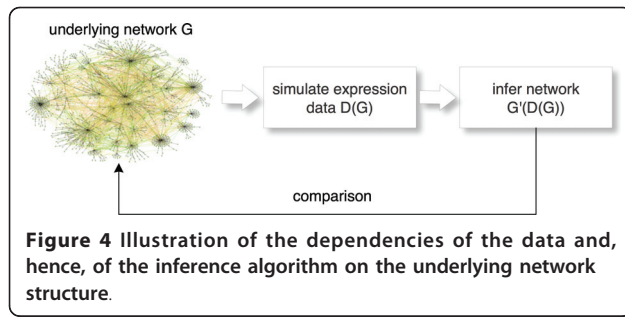 underlying network G
simulate expression
data D(G)
infer network
G'(D(G))
comparison
Figure 4 Illustration of the dependencies of the data and,
hence, of the inference algorithm on the underlying network
structure.